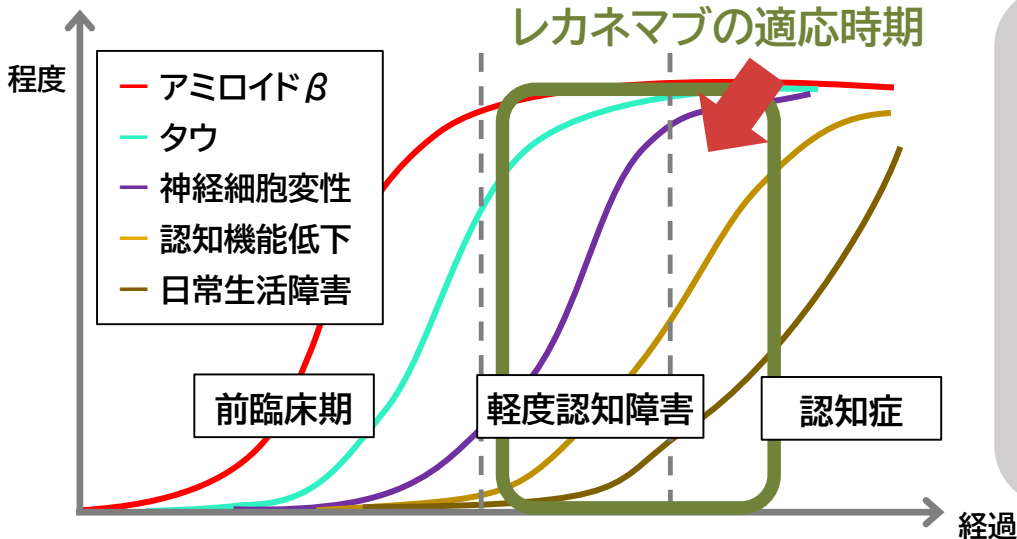 レカネマブの適応時期
程度
アミロイドβ
タウ
神経細胞変性
認知機能低下
日常生活障害
前臨床期
軽度認知障害
認知症
経過